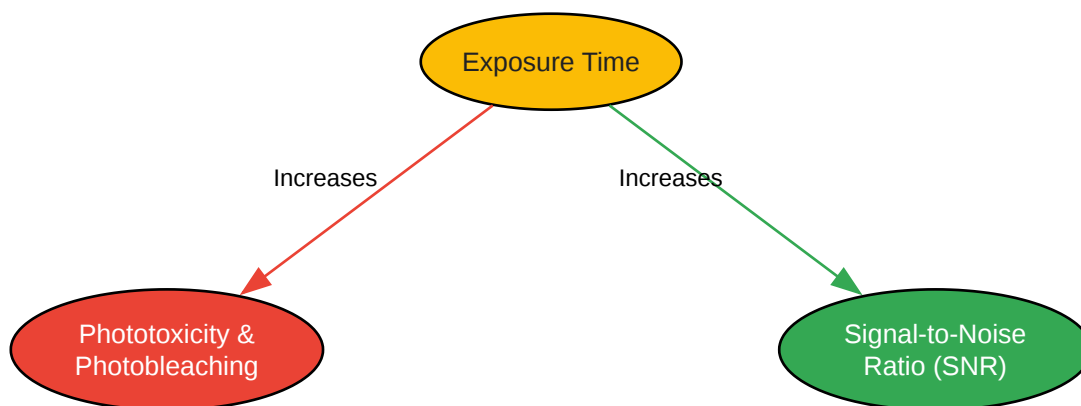 Exposure Time
Increases
Increases
Phototoxicity &
Photobleaching
Signal-to-Noise
Ratio (SNR)